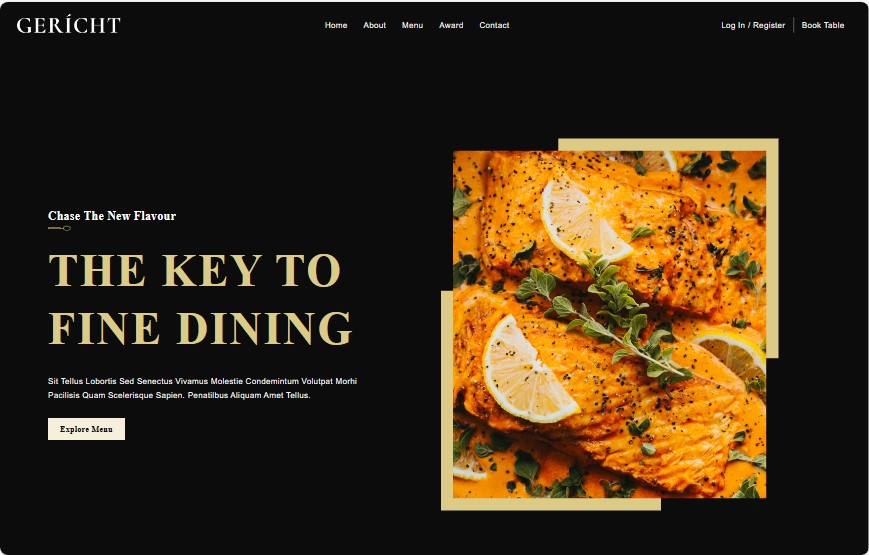 GERÍCHT
Home About Menu Award Contact
Log In / Register Book Table
Chase The New Flavour
THE KEY TO
FINE DINING
Sit Tellus Lobortis Sed Senectus Vivamus Molestie Condemintum Volutpat Morhi
Pacilisis Quam Scelerisque Sapien. Penatilbus Aliquam Amet Tellus.
Explore Menu